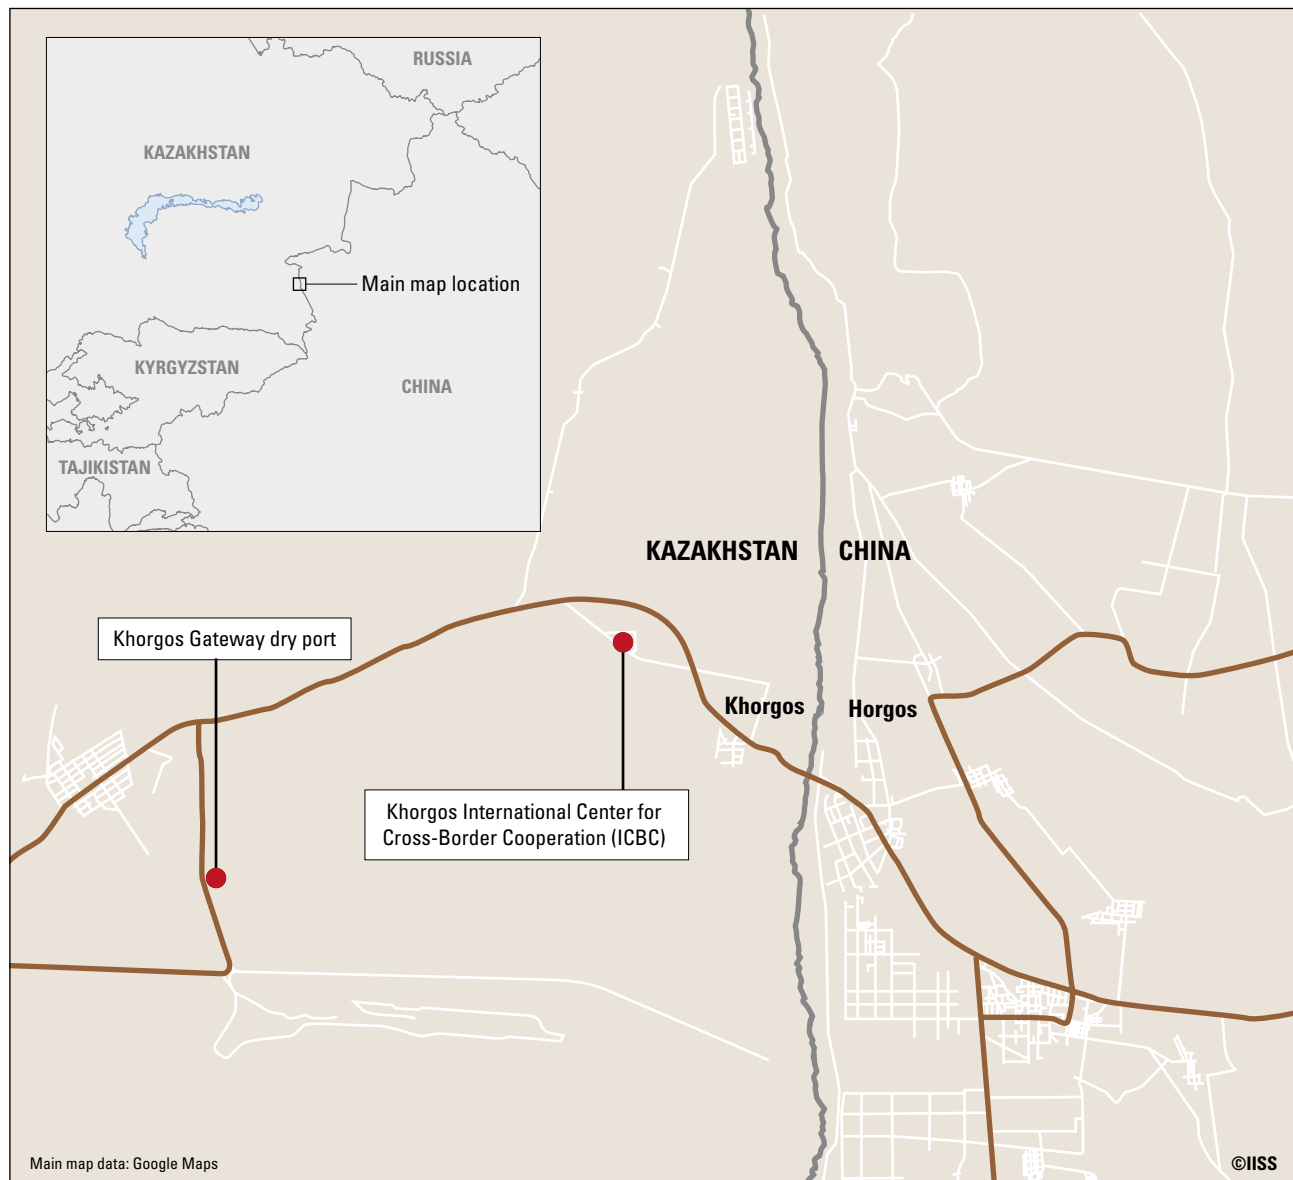 RUSSIA
KAZAKHSTAN
Main map location
KYRGYZSTAN
CHINA
TAJIKISTAN
KAZAKHSTAN
CHINA
Khorgos Gateway dry port
Khorgos
Horgos
Khorgos International Center for
Cross-Border Cooperation (ICBC)
Main map data: Google Maps
©IISS